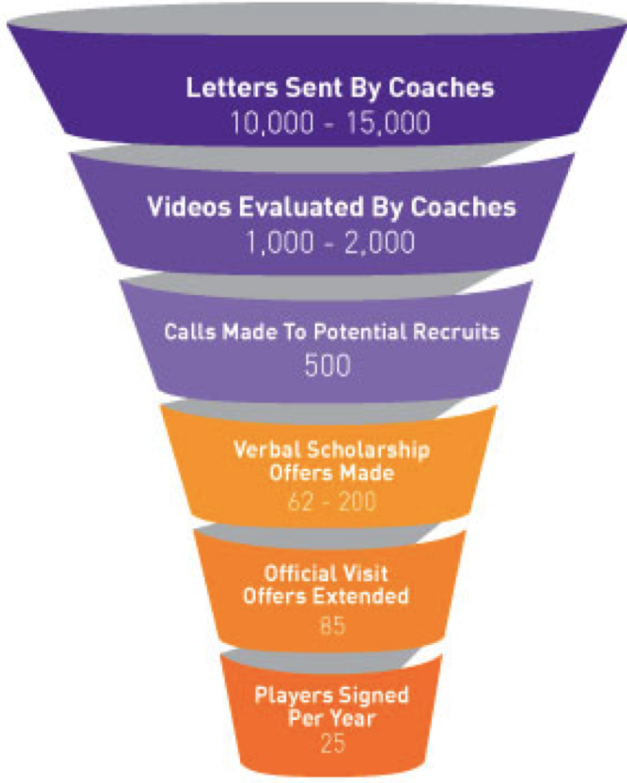 Letters Sent By Coaches
10,000 - 15,000
Videos Evaluated By Coaches
1,000 - 2,000
Calls Made To Potential Recruits
500
Verbal Scholarship
Offers Made
62 - 200
Official Visit
Offers Extended
85
Players Signed
Per Year
25